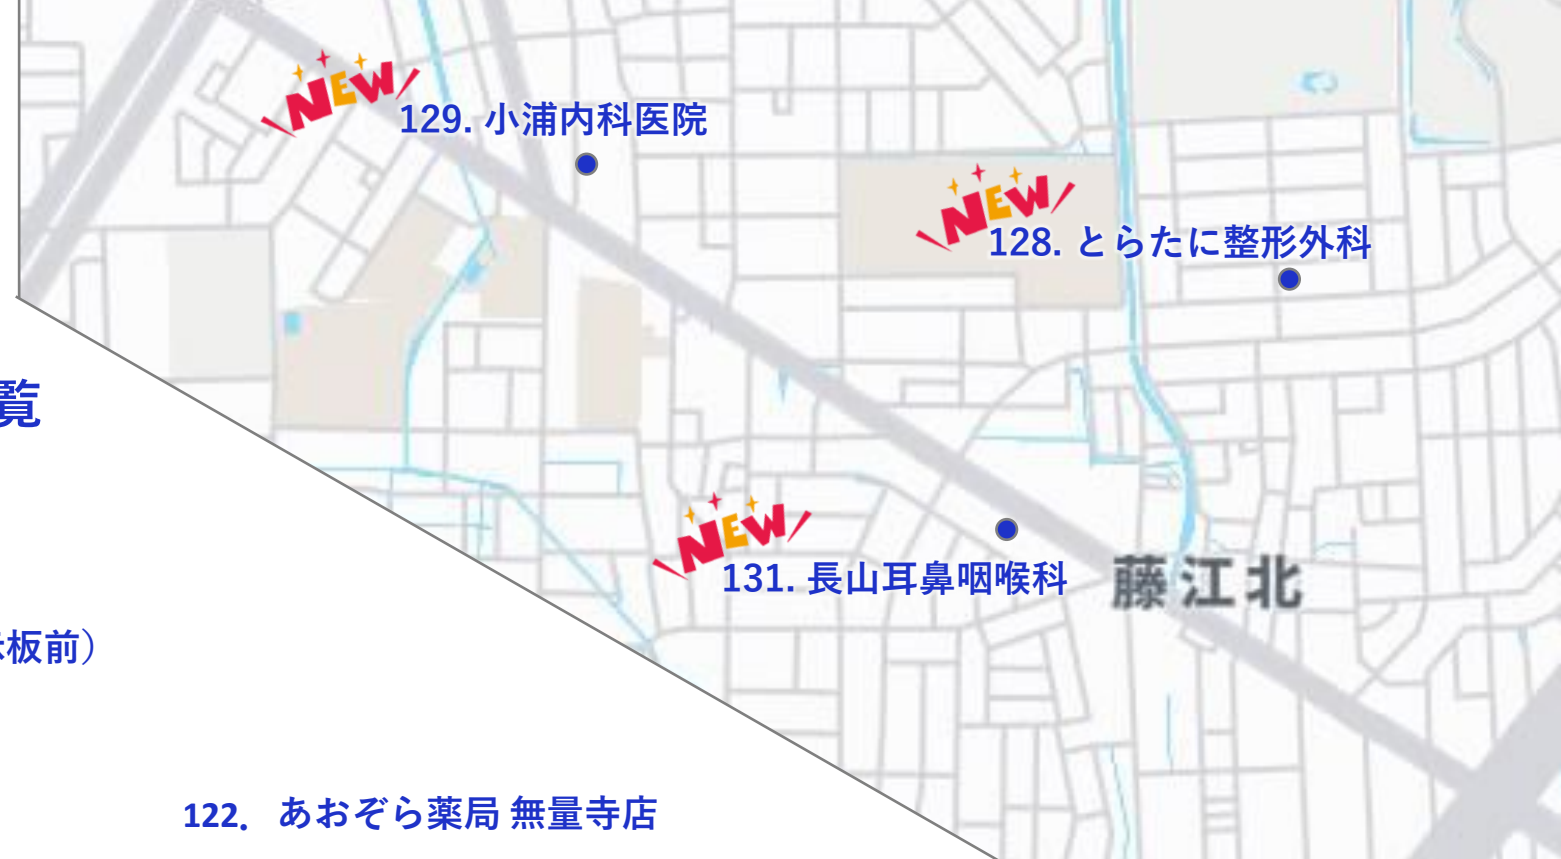 NEW
129. 小浦内科医院
NEW
128. とらたに整形外科
覧
NEW
131. 長山耳鼻咽喉科
藤江北
板前）
122. あおぞら薬局 無量寺店